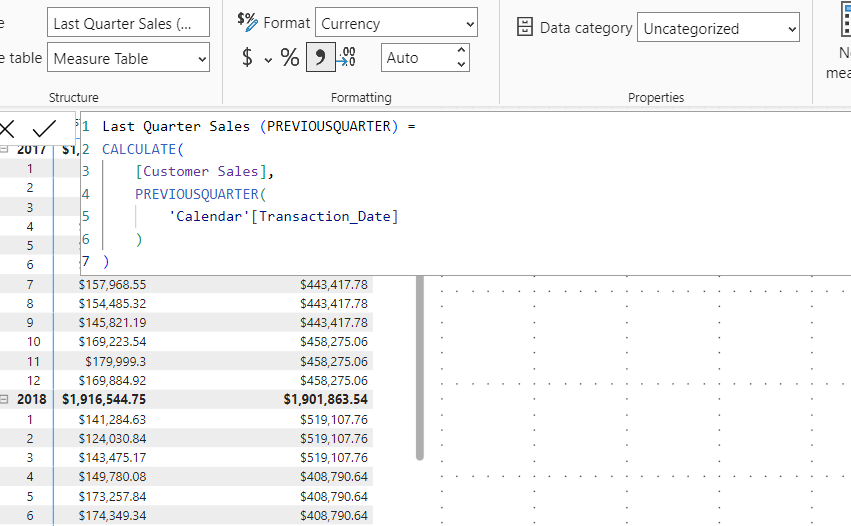 e
Last Quarter Sales (...
$% Format
Currency
Data category
Uncategorized
e table
Measure Table
$
%
,
.00
Auto
N
mea
Structure
Formatting
Properties
1 Last Quarter Sales (PREVIOUSQUARTER) =
2 CALCULATE(
3 [Customer Sales],
4 PREVIOUSQUARTER(
5 'Calendar'[Transaction_Date]
6 )
7 )
2017 $1,
1
2
3
4
5
6
7 $157,968.55 $443,417.78
8 $154,485.32 $443,417.78
9 $145,821.19 $443,417.78
10 $169,223.54 $458,275.06
11 $179,999.3 $458,275.06
12 $169,884.92 $458,275.06
2018 $1,916,544.75 $1,901,863.54
1 $141,284.63 $519,107.76
2 $124,030.84 $519,107.76
3 $143,475.17 $519,107.76
4 $149,780.08 $408,790.64
5 $173,257.84 $408,790.64
6 $174,349.34 $408,790.64